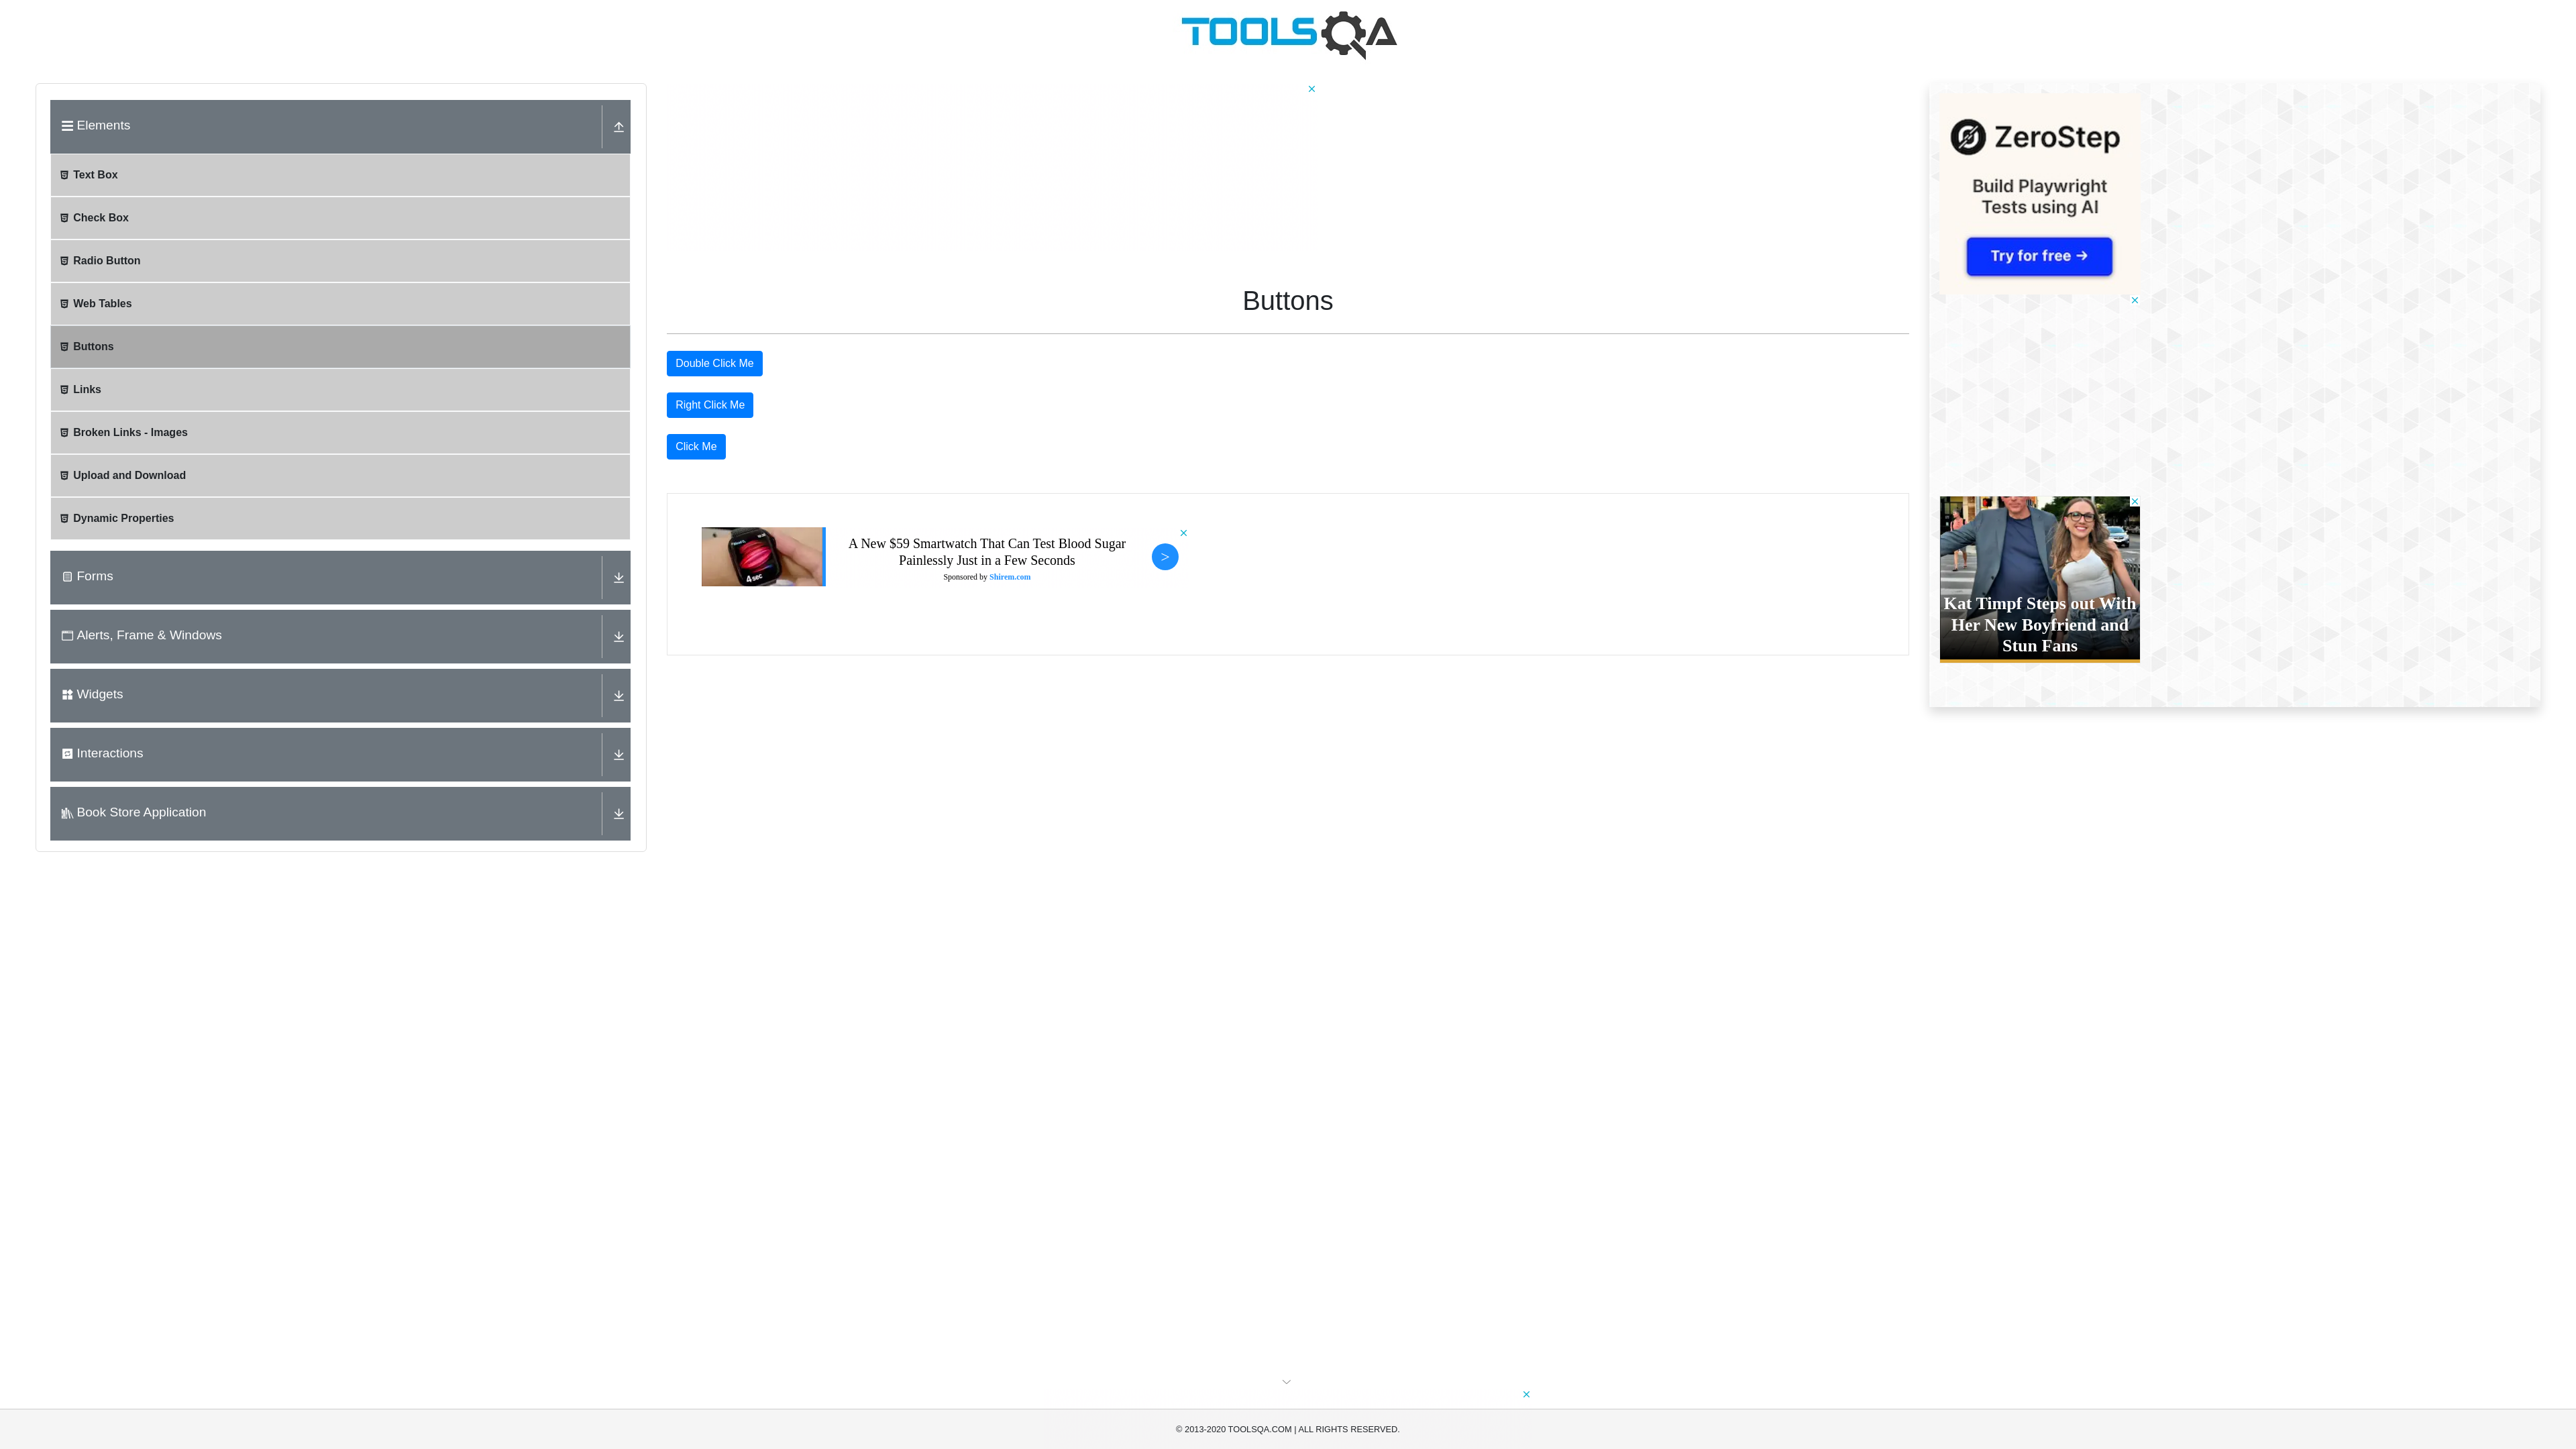 TOOLSQA
Elements
Text Box
Check Box
Radio Button
Web Tables
Buttons
Links
Broken Links - Images
Upload and Download
Dynamic Properties
Forms
Alerts, Frame & Windows
Widgets
Interactions
Book Store Application
Buttons
Double Click Me
Right Click Me
Click Me
4 sec
A New $59 Smartwatch That Can Test Blood Sugar
Painlessly Just in a Few Seconds
Sponsored by Shirem.com
>
ZeroStep
Build Playwright
Tests using AI
Try for free →
Kat Timpf Steps out With
Her New Boyfriend and
Stun Fans
© 2013-2020 TOOLSQA.COM | ALL RIGHTS RESERVED.